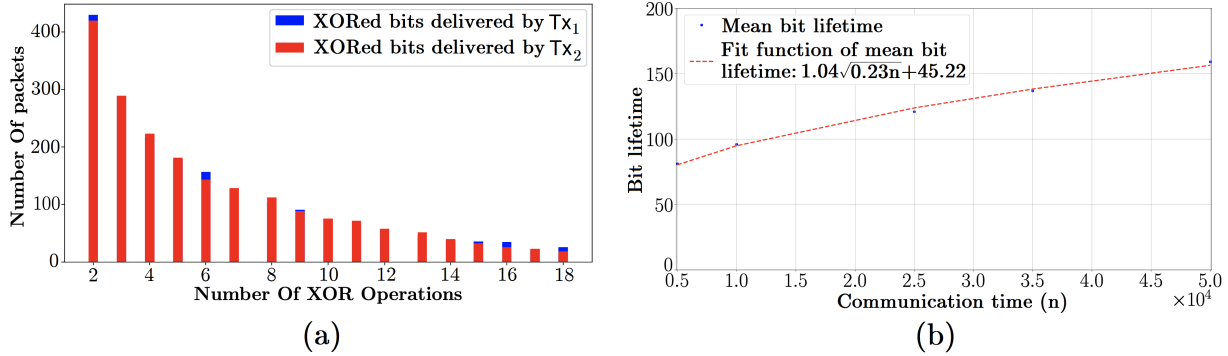 XORed bits delivered by Tx₁
XORed bits delivered by Tx₂
Number Of packets
400
300
200
100
0
2 4 6 8 10 12 14 16 18
Number Of XOR Operations
(a)
Mean bit lifetime
Fit function of mean bit
lifetime: 1.04√0.23n+45.22
Bit lifetime
200
150
100
50
0
0.5 1.0 1.5 2.0 2.5 3.0 3.5 4.0 4.5 5.0
Communication time (n) ×10⁴
(b)